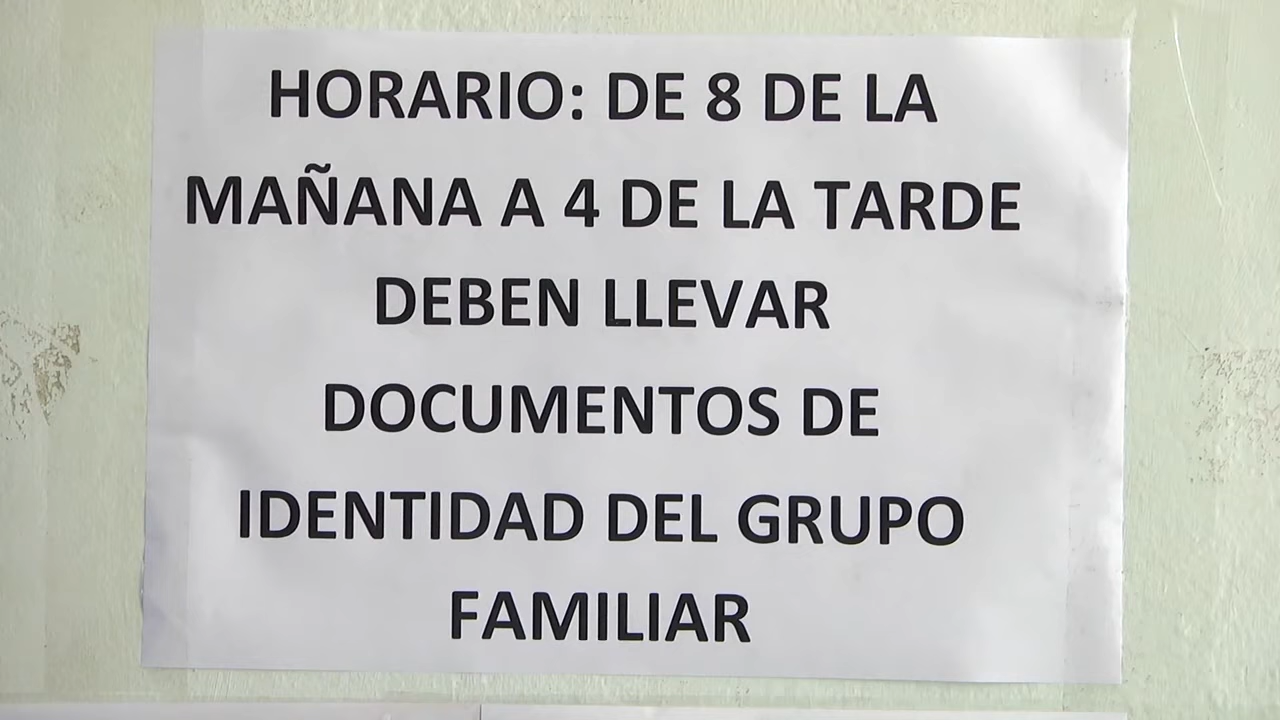 HORARIO: DE 8 DE LA
MAÑANA A 4 DE LA TARDE
DEBEN LLEVAR
DOCUMENTOS DE
IDENTIDAD DEL GRUPO
FAMILIAR